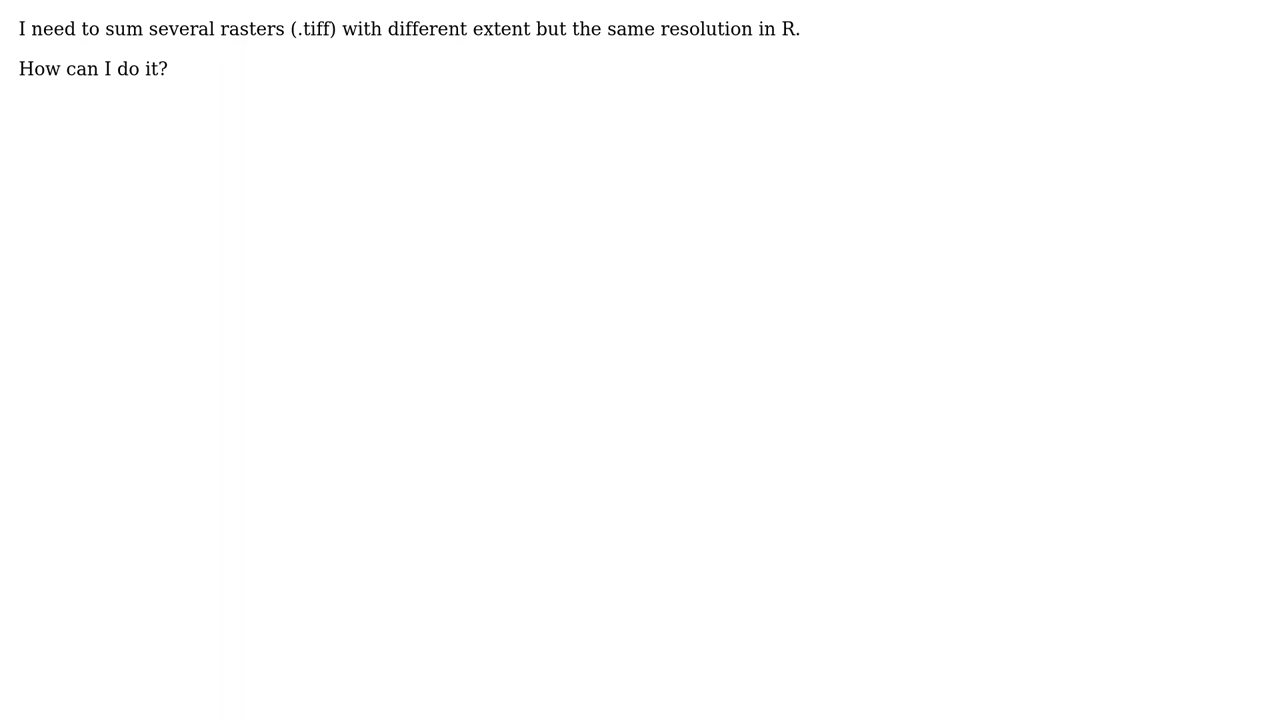 I need to sum several rasters (.tiff) with different extent but the same resolution in R.
How can I do it?